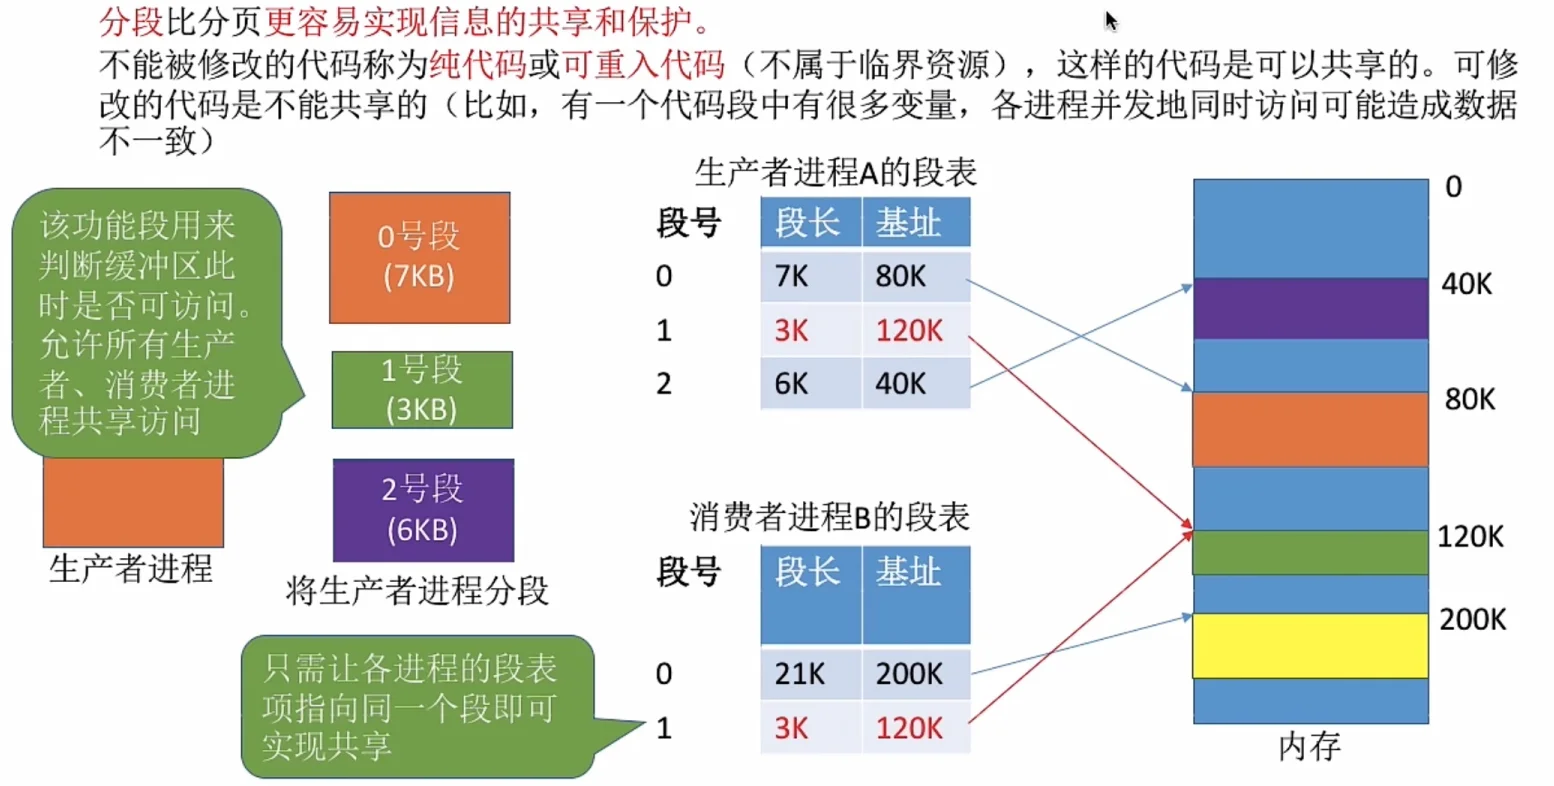 分段比分页更容易实现信息的共享和保护。
不能被修改的代码称为纯代码或可重入代码（不属于临界资源），这样的代码是可以共享的。可修
改的代码是不能共享的（比如，有一个代码段中有很多变量，各进程并发地同时访问可能造成数据
不一致）
该功能段用来
判断缓冲区此
时是否可访问。
允许所有生产
者、消费者进
程共享访问
生产者进程
0号段
(7KB)
1号段
(3KB)
2号段
(6KB)
将生产者进程分段
生产者进程A的段表
段号 段长 基址
0 7K 80K
1 3K 120K
2 6K 40K
消费者进程B的段表
段号 段长 基址
0 21K 200K
1 3K 120K
只需让各进程的段表
项指向同一个段即可
实现共享
0
40K
80K
120K
200K
内存